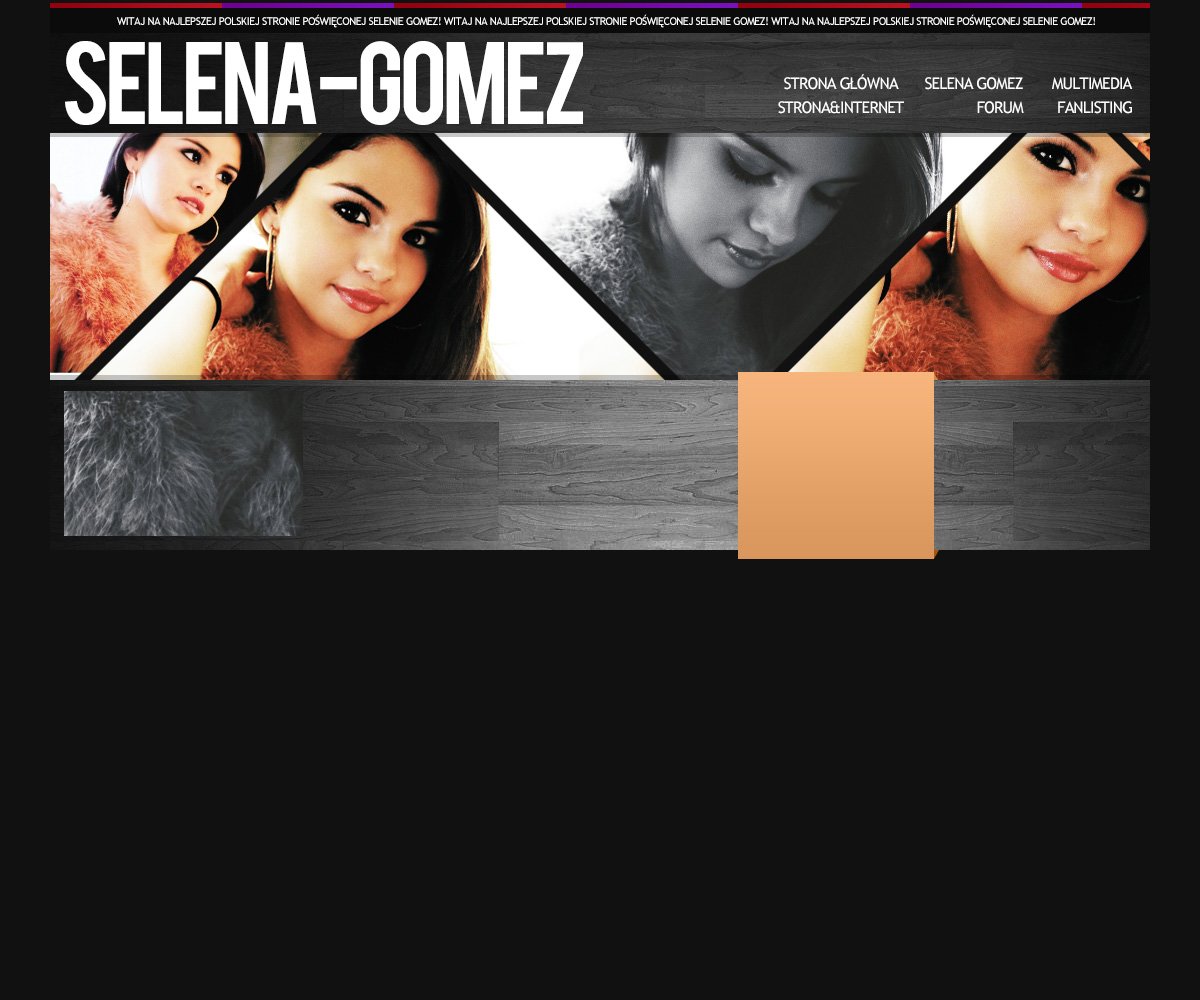 WITAJ NA NAJLEPSZEJ POLSKIEJ STRONIE POŚWIĘCONEJ SELENIE GOMEZ! WITAJ NA NAJLEPSZEJ POLSKIEJ STRONIE POŚWIĘCONEJ SELENIE GOMEZ! WITAJ NA NAJLEPSZEJ POLSKIEJ STRONIE POŚWIĘCONEJ SELENIE GOMEZ!
SELENA-GOMEZ
STRONA GŁÓWNA SELENA GOMEZ MULTIMEDIA
STRONA&INTERNET FORUM FANLISTING